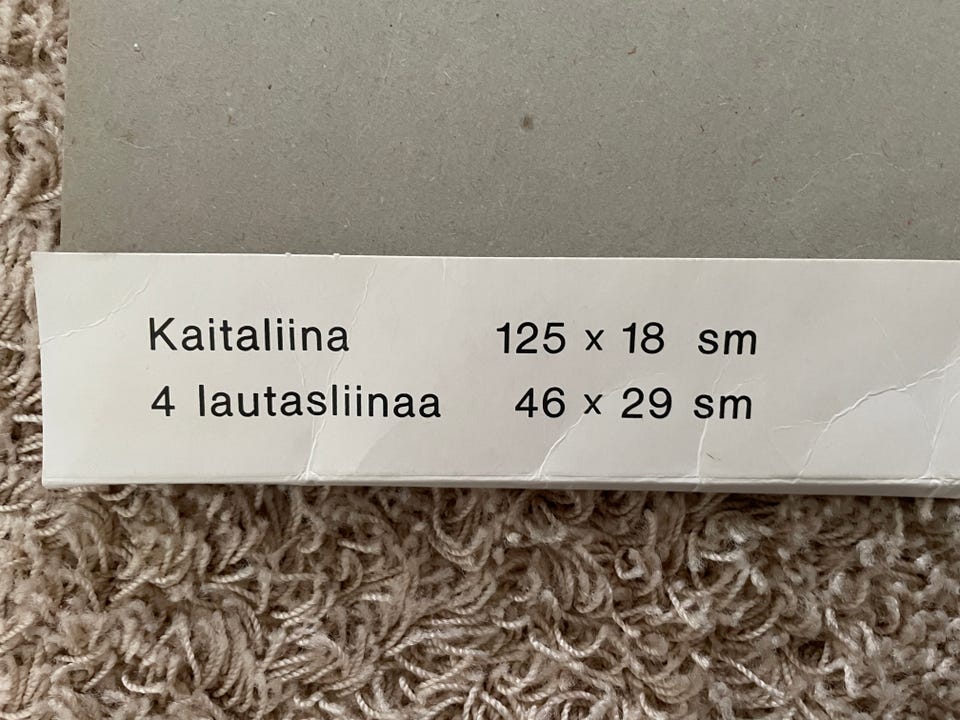 Kaitaliina 125 x 18 sm
4 lautasliinaa 46 x 29 sm